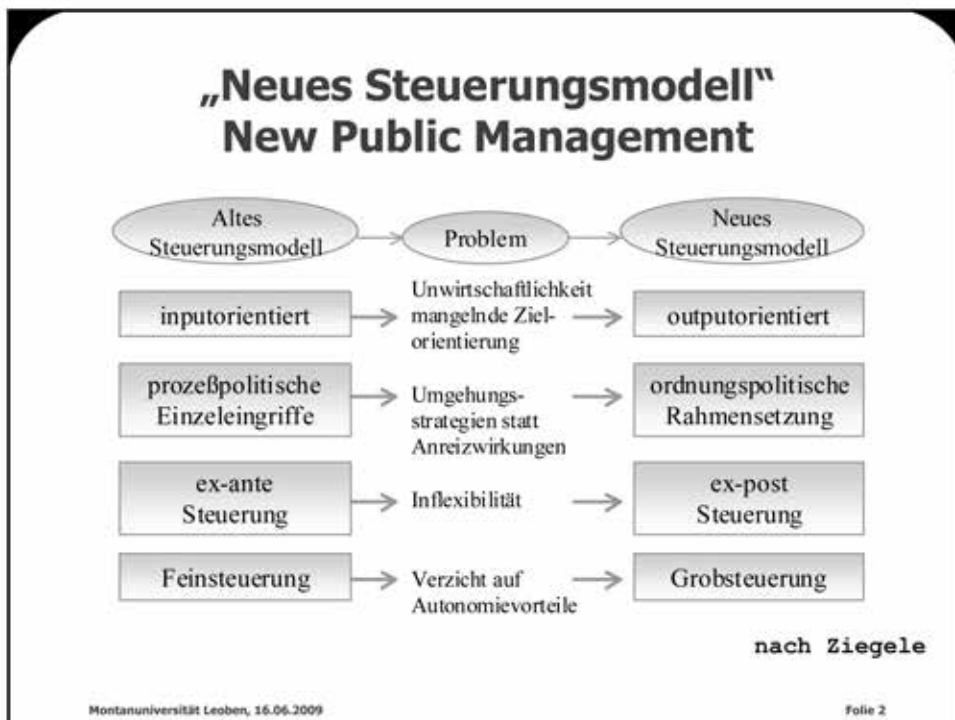 „Neues Steuerungsmodell“
New Public Management
Altes
Steuerungsmodell
Problem
Neues
Steuerungsmodell
inputorientiert
Unwirtschaftlichkeit
mangelnde Ziel-
orientierung
outputorientiert
prozeßpolitische
Einzeleingriffe
Umgehungs-
strategien statt
Anreizwirkungen
ordnungspolitische
Rahmensetzung
ex-ante
Steuerung
Inflexibilität
ex-post
Steuerung
Feinsteuerung
Verzicht auf
Autonomievorteile
Grobsteuerung
nach Ziegele
Montanuniversität Leoben, 16.06.2009
Folie 2